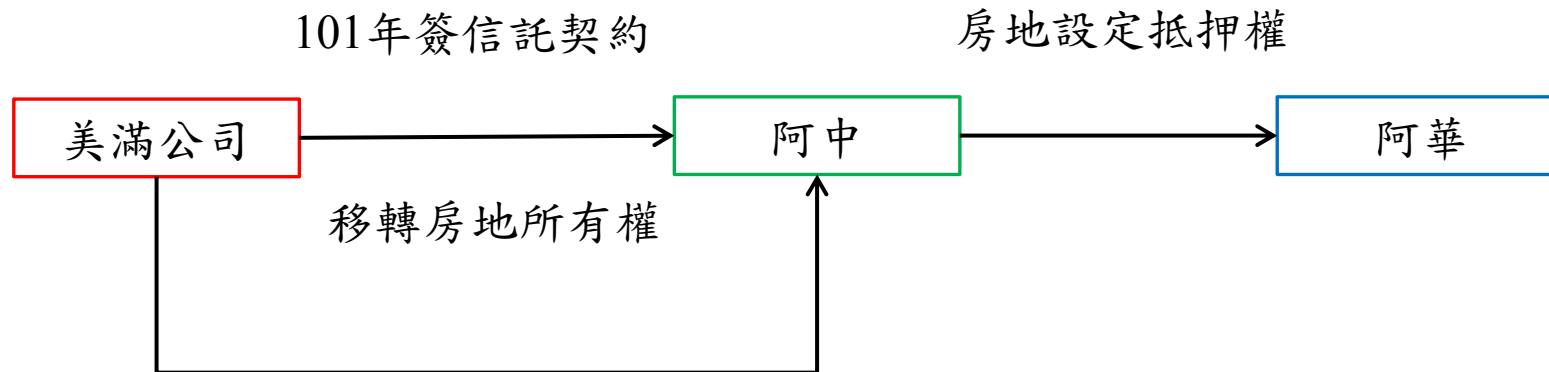 101年簽信託契約
房地設定抵押權
美滿公司
阿中
阿華
移轉房地所有權